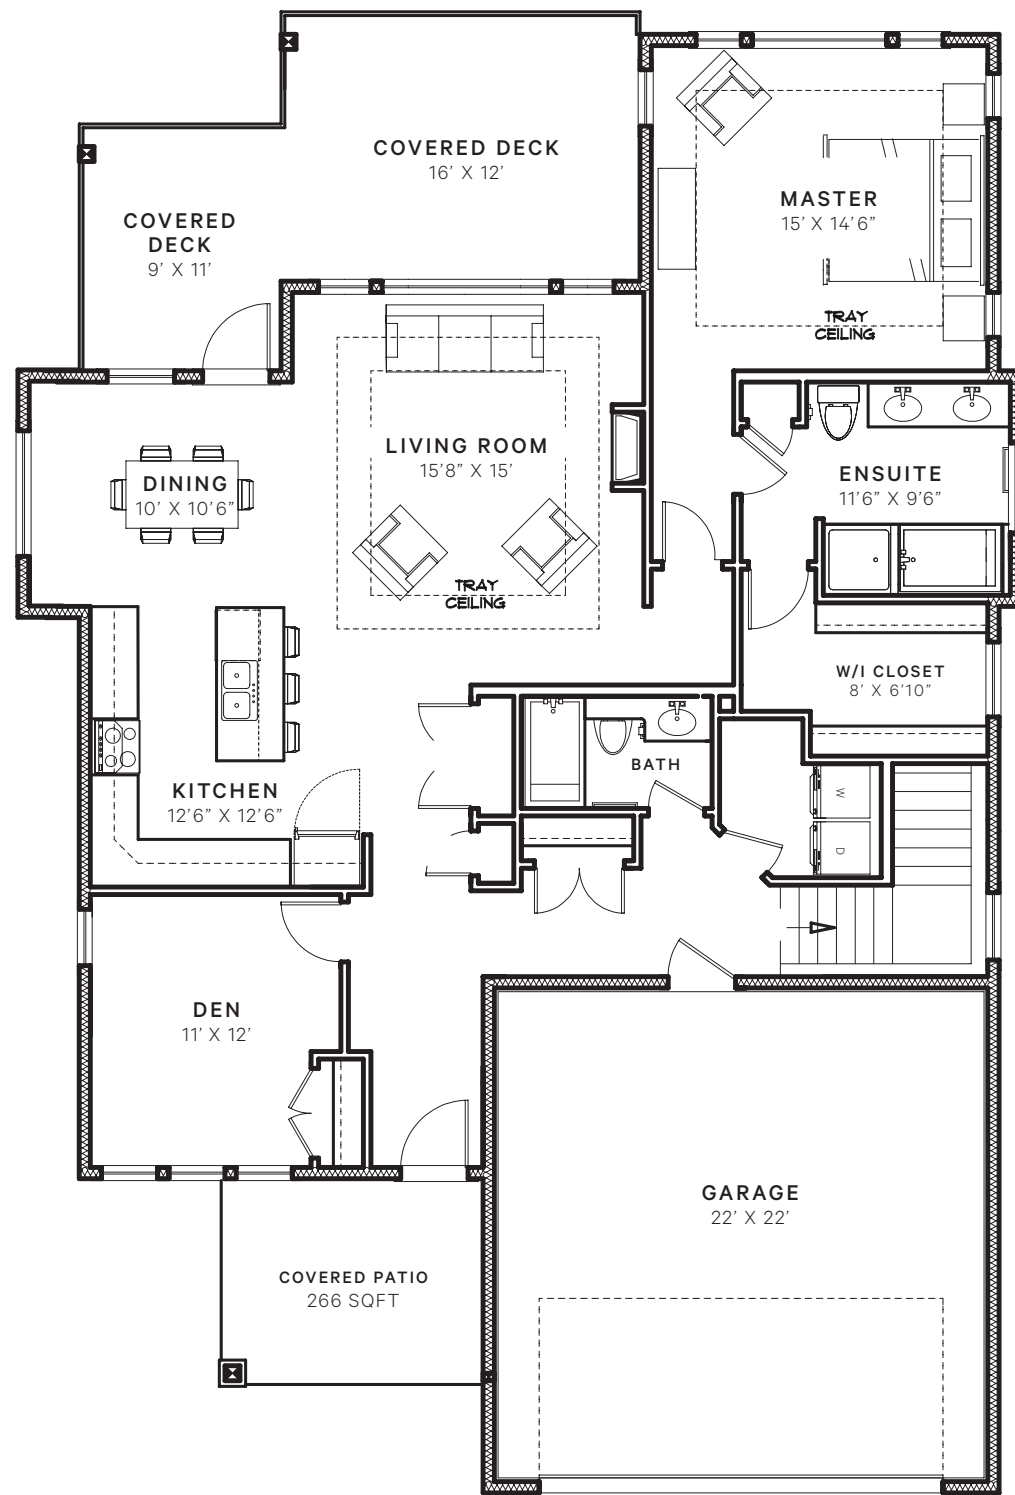 COVERED DECK
16’ X 12’
COVERED
DECK
9’ X 11’
MASTER
15’ X 14’6”
TRAY
CEILING
LIVING ROOM
15’8” X 15’
DINING
10’ X 10’6”
ENSUITE
11’6” X 9’6”
TRAY
CEILING
W/I CLOSET
8’ X 6’10”
BATH
KITCHEN
12’6” X 12’6”
W
D
DEN
11’ X 12’
GARAGE
22’ X 22’
COVERED PATIO
266 SQFT